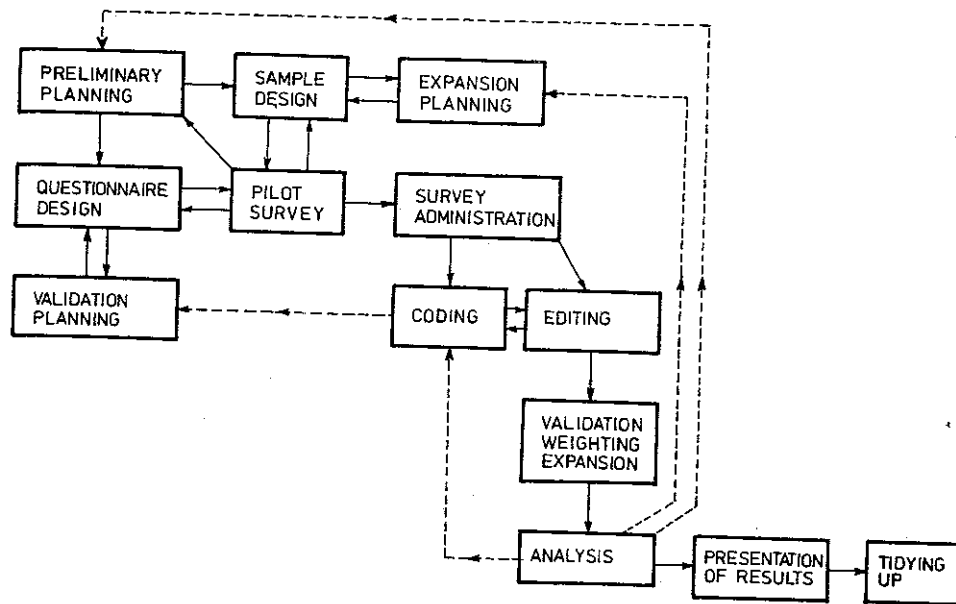 PRELIMINARY
PLANNING
SAMPLE
DESIGN
EXPANSION
PLANNING
QUESTIONNAIRE
DESIGN
PILOT
SURVEY
SURVEY
ADMINISTRATION
VALIDATION
PLANNING
CODING
EDITING
VALIDATION
WEIGHTING
EXPANSION
ANALYSIS
PRESENTATION
OF RESULTS
TIDYING
UP